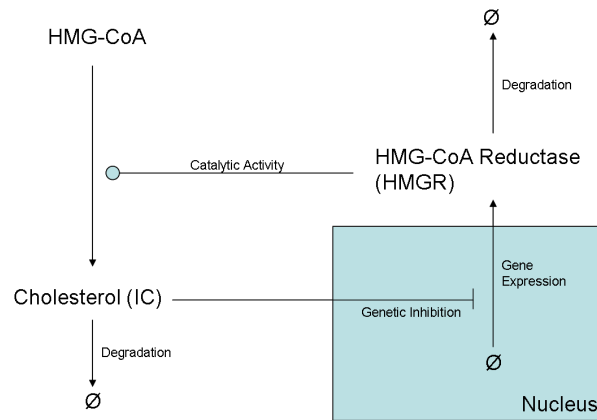 HMG-CoA
∅
Degradation
Catalytic Activity
HMG-CoA Reductase
(HMGR)
Gene
Expression
Cholesterol (IC)
Genetic Inhibition
Degradation
∅
∅
Nucleus